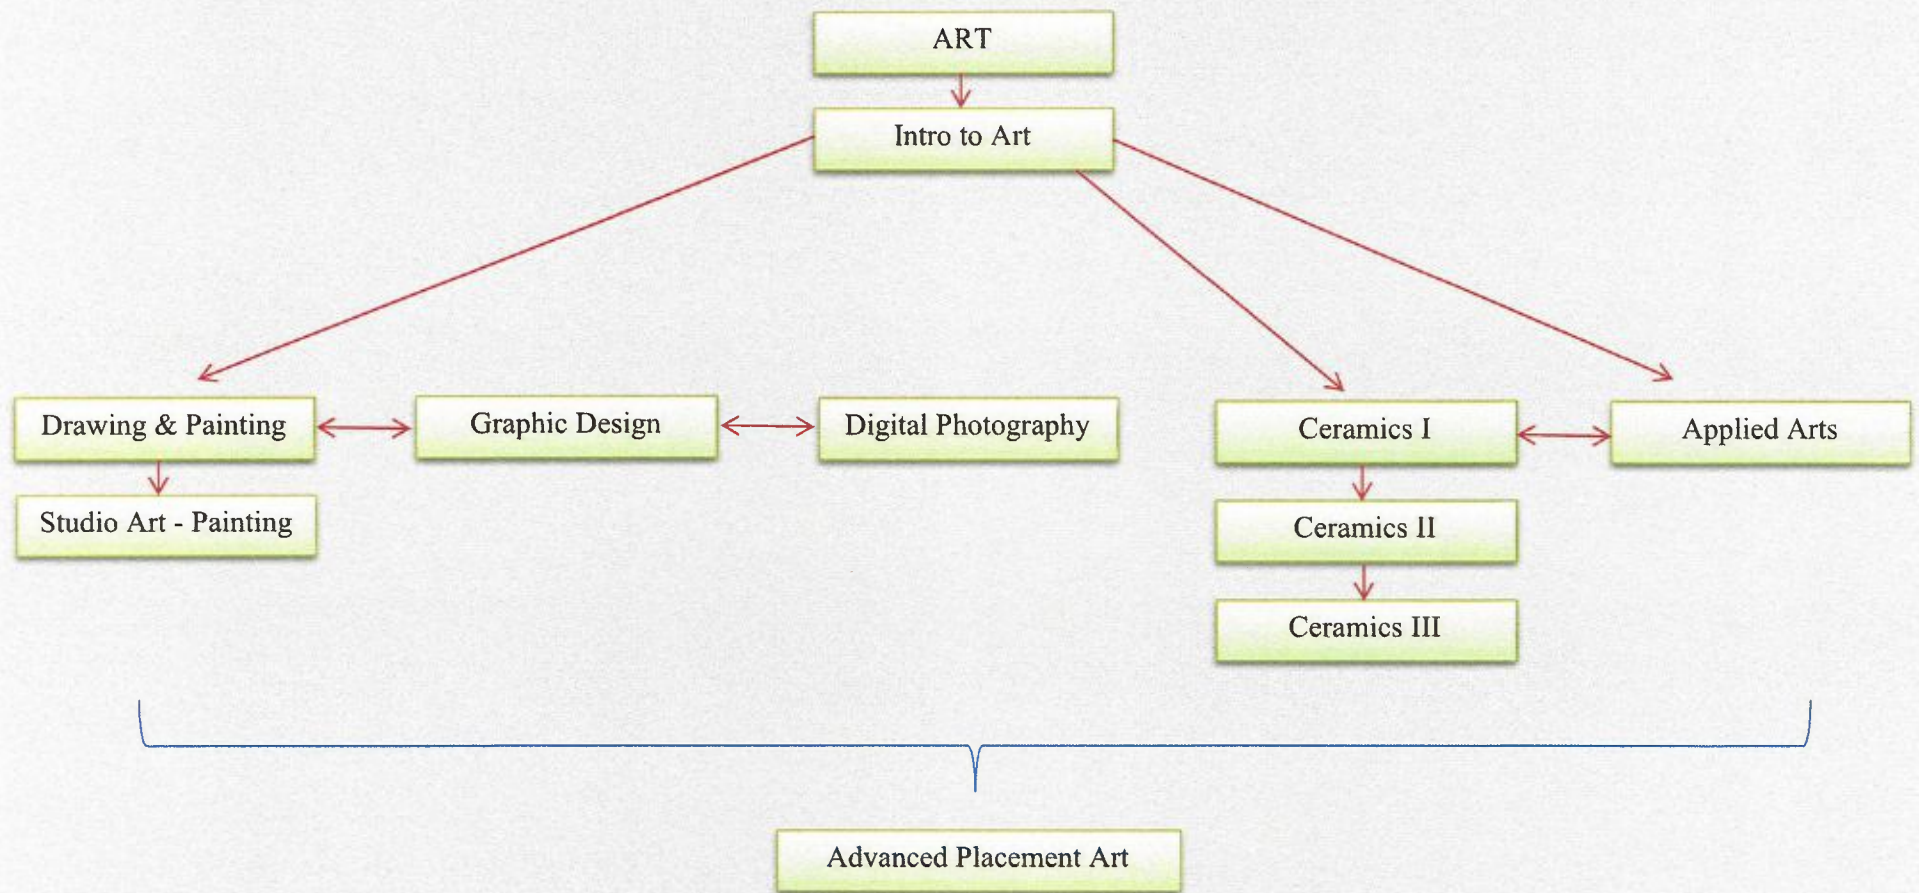 ART
Intro to Art
Drawing & Painting
Graphic Design
Digital Photography
Ceramics I
Applied Arts
Studio Art - Painting
Ceramics II
Ceramics III
Advanced Placement Art